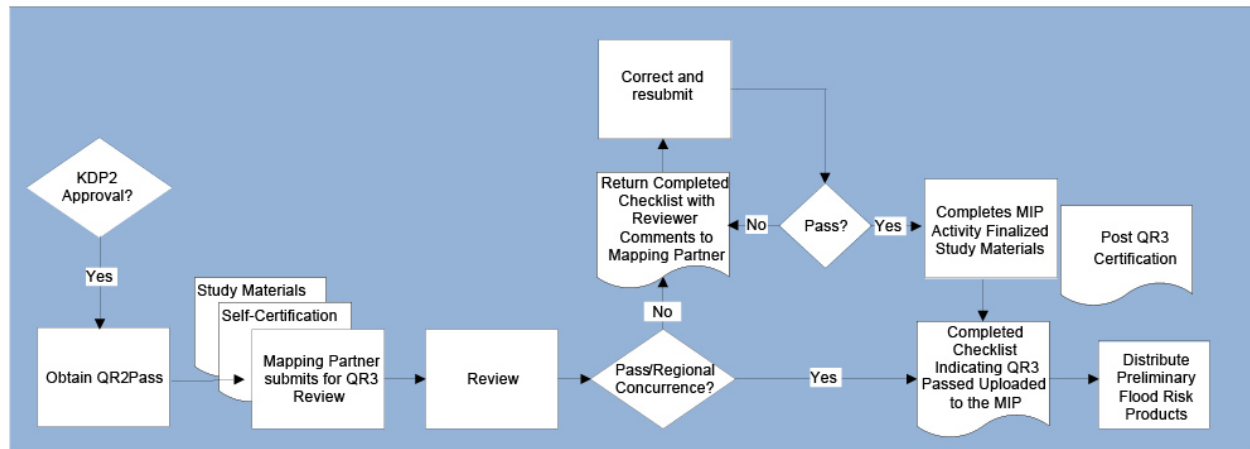 KDP2
Approval?
Yes
Obtain QR2Pass
Study Materials
Self-Certification
Mapping Partner
submits for QR3
Review
Review
Pass/Regional
Concurrence?
No
Return Completed
Checklist with
Reviewer
Comments to
Mapping Partner
Correct and
resubmit
Pass?
No
Yes
Completes MIP
Activity Finalized
Study Materials
Post QR3
Certification
Yes
Completed
Checklist
Indicating QR3
Passed Uploaded
to the MIP
Distribute
Preliminary
Flood Risk
Products